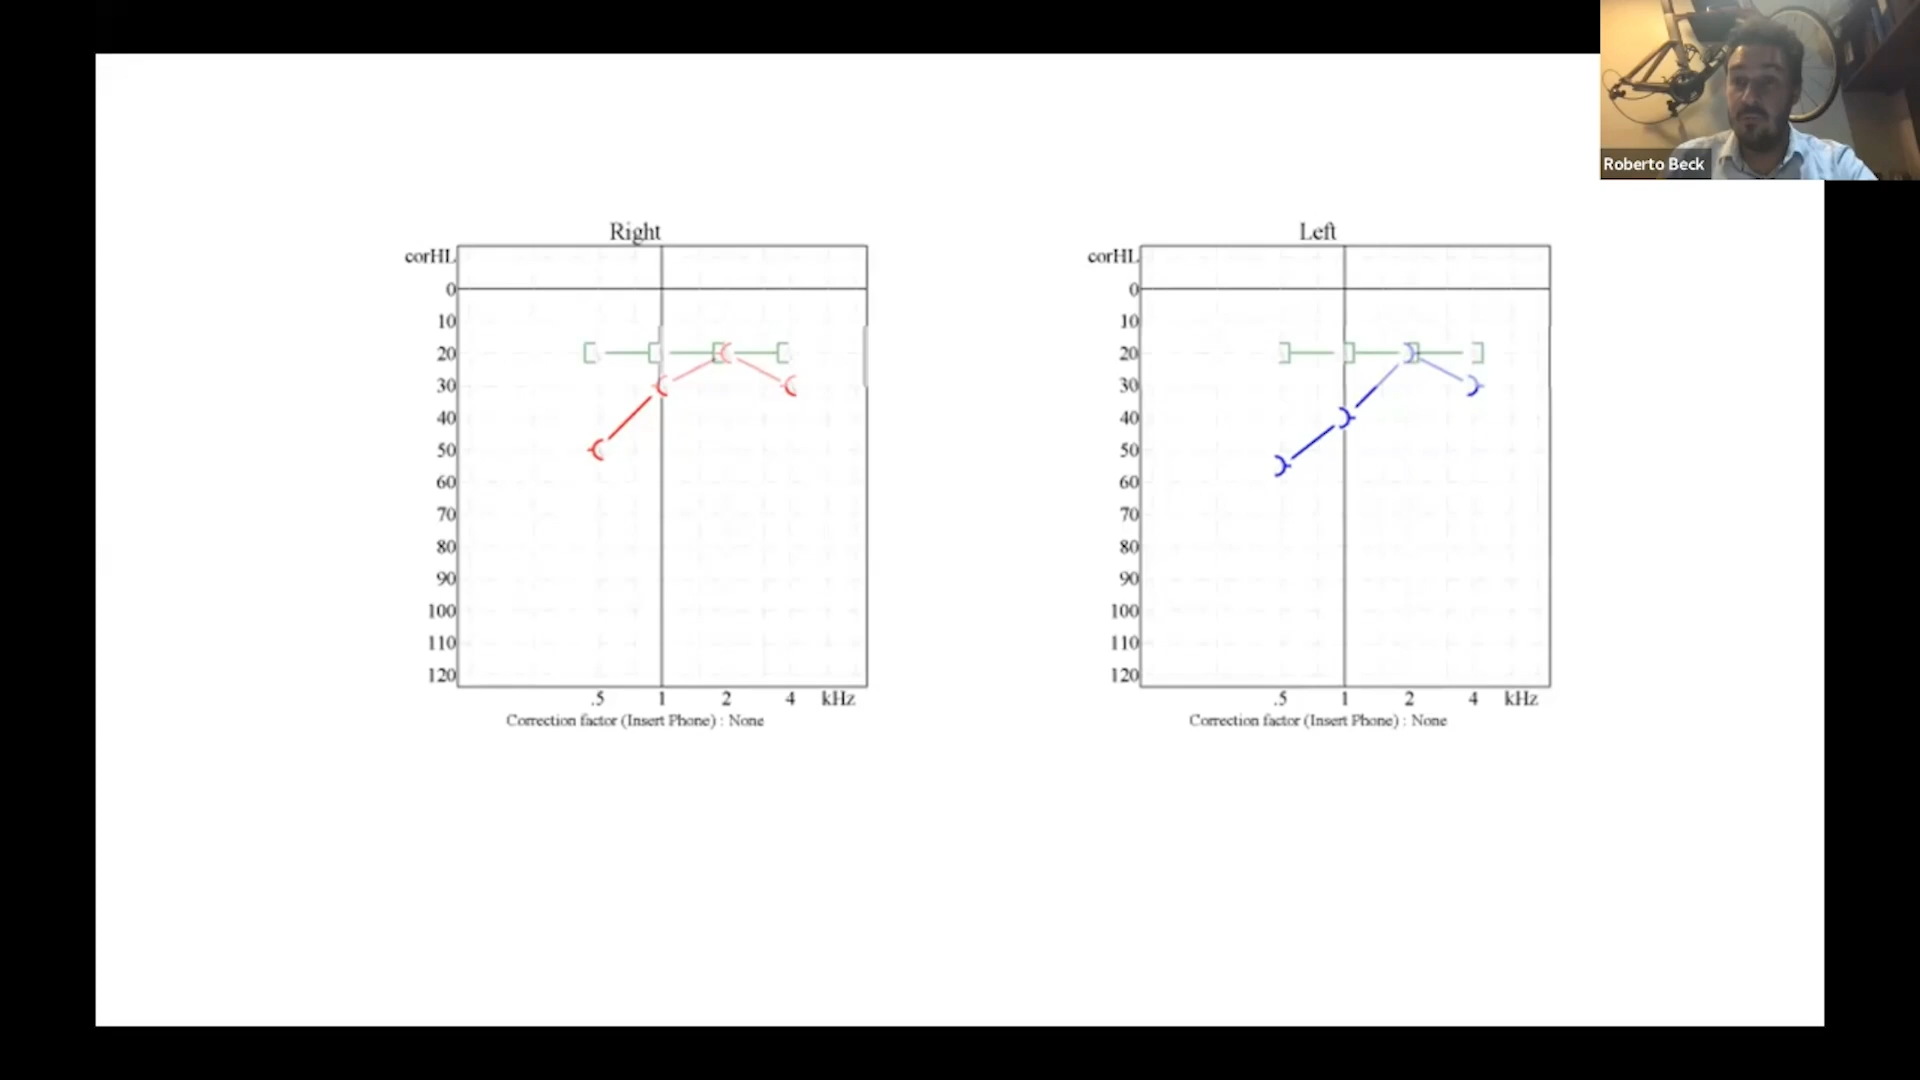 Roberto Beck
Right
corHL
0
10
20
30
40
50
60
70
80
90
100
110
120
.5 1 2 4 kHz
Correction factor (Insert Phone) : None
Left
corHL
0
10
20
30
40
50
60
70
80
90
100
110
120
.5 1 2 4 kHz
Correction factor (Insert Phone) : None